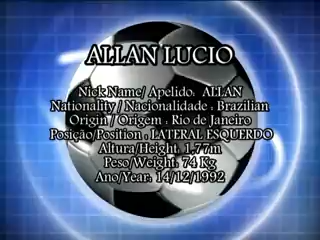 ALLAN LUCIO
Nick Name/ Apelido: ALLAN
Nationality / Nacionalidade : Brazilian
Origin / Origem : Rio de Janeiro
Posição/Position : LATERAL ESQUERDO
Altura/Height: 1,77m
Peso/Weight: 74 Kg
Ano/Year: 14/12/1992